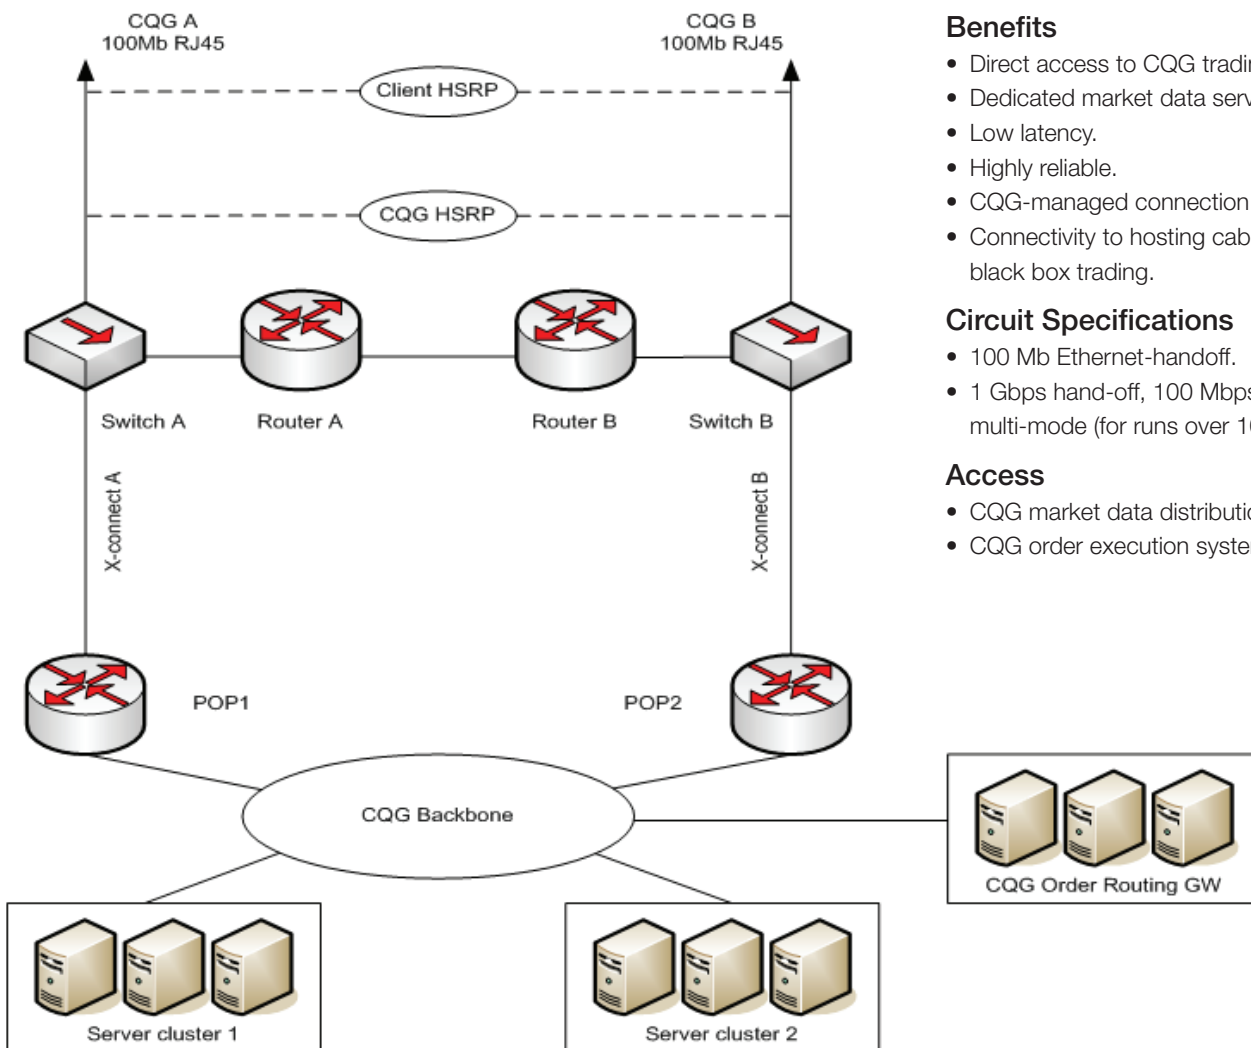 CQG A
100Mb RJ45
CQG B
100Mb RJ45
Client HSRP
CQG HSRP
Switch A
Router A
Router B
Switch B
X-connect A
X-connect B
POP1
POP2
CQG Backbone
CQG Order Routing GW
Server cluster 1
Server cluster 2
Benefits
• Direct access to CQG
• Dedicated market data
• Low latency.
• Highly reliable.
• CQG-managed connection
• Connectivity to hosting
black box trading.
Circuit Specifications
• 100 Mb Ethernet-handoff.
• 1 Gbps hand-off, 100
multi-mode (for runs over
Access
• CQG market data
• CQG order execution